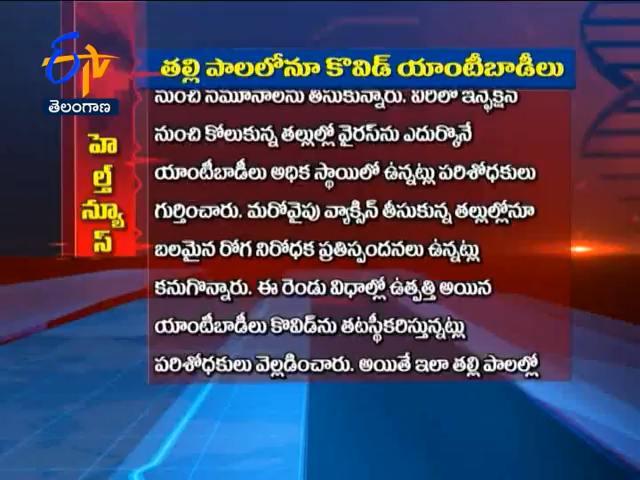 తల్లి పాలలోనూ కొవిడ్ యాంటీబాడీలు
ETV
తెలంగాణ
హెల్త్ న్యూస్
నుంచి నమూనాలను తీసుకున్నారు. వీరిలో ఇన్ఫెక్షన్
నుంచి కోలుకున్న తల్లుల్లో వైరస్‌ను ఎదుర్కొనే
యాంటీబాడీలు అధిక స్థాయిలో ఉన్నట్లు పరిశోధకులు
గుర్తించారు. మరోవైపు వ్యాక్సిన్ తీసుకున్న తల్లుల్లోనూ
బలమైన రోగ నిరోధక ప్రతిస్పందనలు ఉన్నట్లు
కనుగొన్నారు. ఈ రెండు విధాల్లో ఉత్పత్తి అయిన
యాంటీబాడీలు కొవిడ్‌ను తటస్థీకరిస్తున్నట్లు
పరిశోధకులు వెల్లడించారు. అయితే ఇలా తల్లి పాలల్లో